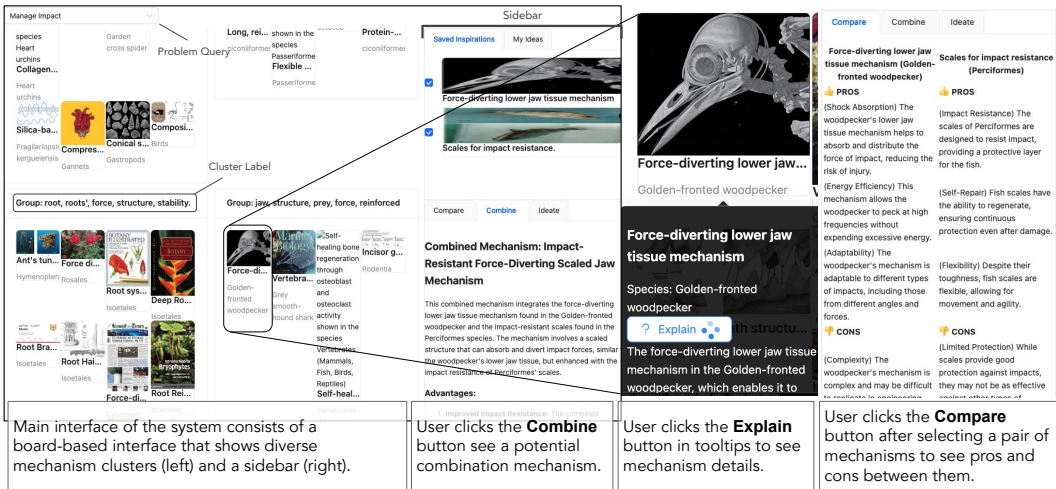 Manage Impact
Problem Query
species
Heart
urchins
Collagen...
Heart
urchins
Garden
cross spider
Silica-ba...
Fragilariopsis
kerguelensis
Compres...
Gannets
Conical s...
Gastropods
Composi...
Birds
Long, rei...
ciconiiformes
shown in the
species
Passeriformes
Flexible ...
Passeriformes
Protein-...
ciconiiformes
Cluster Label
Group: root, roots', force, structure, stability.
Ant's tun...
Hymenoptera
Force di...
Rosales
Root sys...
Isoetales
Deep Ro...
Isoetales
Root Bra...
Isoetales
Root Hai...
Isoetales
Force-di...
Root Rei...
Group: jaw, structure, prey, force, reinforced
Force-di...
Golden-
fronted
woodpecker
Vertebra...
Grey
smooth-
hound shark
Self-
healing bone
regeneration
through
osteoblast
and
osteoclast
activity
shown in the
species
Vertebrates
(Mammals,
Fish, Birds,
Reptiles)
Self-heal...
Incisor g...
Rodentia
Sidebar
Saved Inspirations
My Ideas
Force-diverting lower jaw tissue mechanism
Scales for impact resistance.
Compare
Combine
Ideate
Combined Mechanism: Impact-
Resistant Force-Diverting Scaled Jaw
Mechanism
This combined mechanism integrates the force-diverting
lower jaw tissue mechanism found in the Golden-fronted
woodpecker and the impact-resistant scales found in the
Perciformes species. The mechanism involves a scaled
structure that can absorb and divert impact forces, similar
the woodpecker's lower jaw tissue, but enhanced with the
impact resistance of Perciformes' scales.
Advantages:
1. Improved Impact Resistance: The combined
Force-diverting lower jaw...
Golden-fronted woodpecker
Force-diverting lower jaw
tissue mechanism
Species: Golden-fronted
woodpecker
? Explain
The force-diverting lower jaw tissue
mechanism in the Golden-fronted
woodpecker, which enables it to
Compare
Combine
Ideate
Force-diverting lower jaw
tissue mechanism (Golden-
fronted woodpecker)
👍 PROS
(Shock Absorption) The
woodpecker's lower jaw
tissue mechanism helps to
absorb and distribute the
force of impact, reducing the
risk of injury.
(Energy Efficiency) This
mechanism allows the
woodpecker to peck at high
frequencies without
expending excessive energy.
(Adaptability) The
woodpecker's mechanism is
adaptable to different types
of impacts, including those
from different angles and
forces.
👎 CONS
(Complexity) The
woodpecker's mechanism is
complex and may be difficult
to replicate in engineering
Scales for impact resistance
(Perciformes)
👍 PROS
(Impact Resistance) The
scales of Perciformes are
designed to resist impact,
providing a protective layer
for the fish.
(Self-Repair) Fish scales have
the ability to regenerate,
ensuring continuous
protection even after damage.
(Flexibility) Despite their
toughness, fish scales are
flexible, allowing for
movement and agility.
👎 CONS
(Limited Protection) While
scales provide good
protection against impacts,
they may not be as effective
against other types of
Main interface of the system consists of a
board-based interface that shows diverse
mechanism clusters (left) and a sidebar (right).
User clicks the Combine
button see a potential
combination mechanism.
User clicks the Explain
button in tooltips to see
mechanism details.
User clicks the Compare
button after selecting a pair of
mechanisms to see pros and
cons between them.